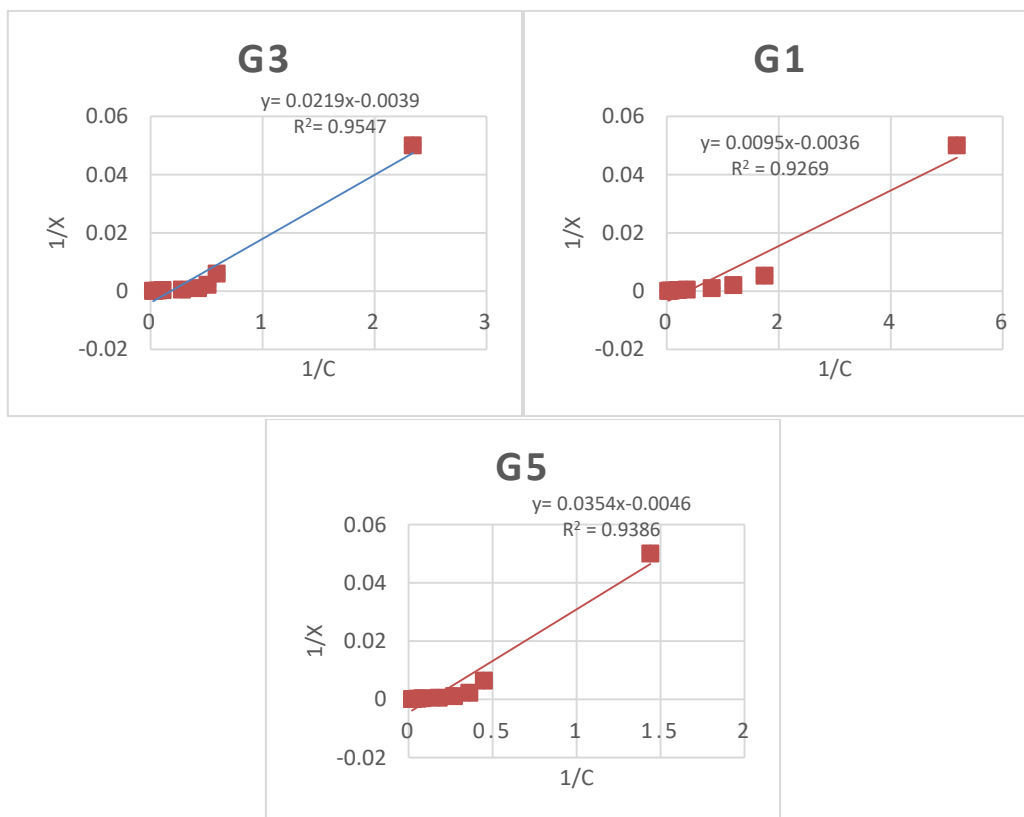 G3
y= 0.0219x-0.0039
R²= 0.9547
0.06
0.04
0.02
0
-0.02
0 1 2 3
1/X
1/C
G1
y= 0.0095x-0.0036
R² = 0.9269
0.06
0.04
0.02
0
-0.02
0 2 4 6
1/X
1/C
G5
y= 0.0354x-0.0046
R² = 0.9386
0.06
0.04
0.02
0
-0.02
0 0.5 1 1.5 2
1/X
1/C